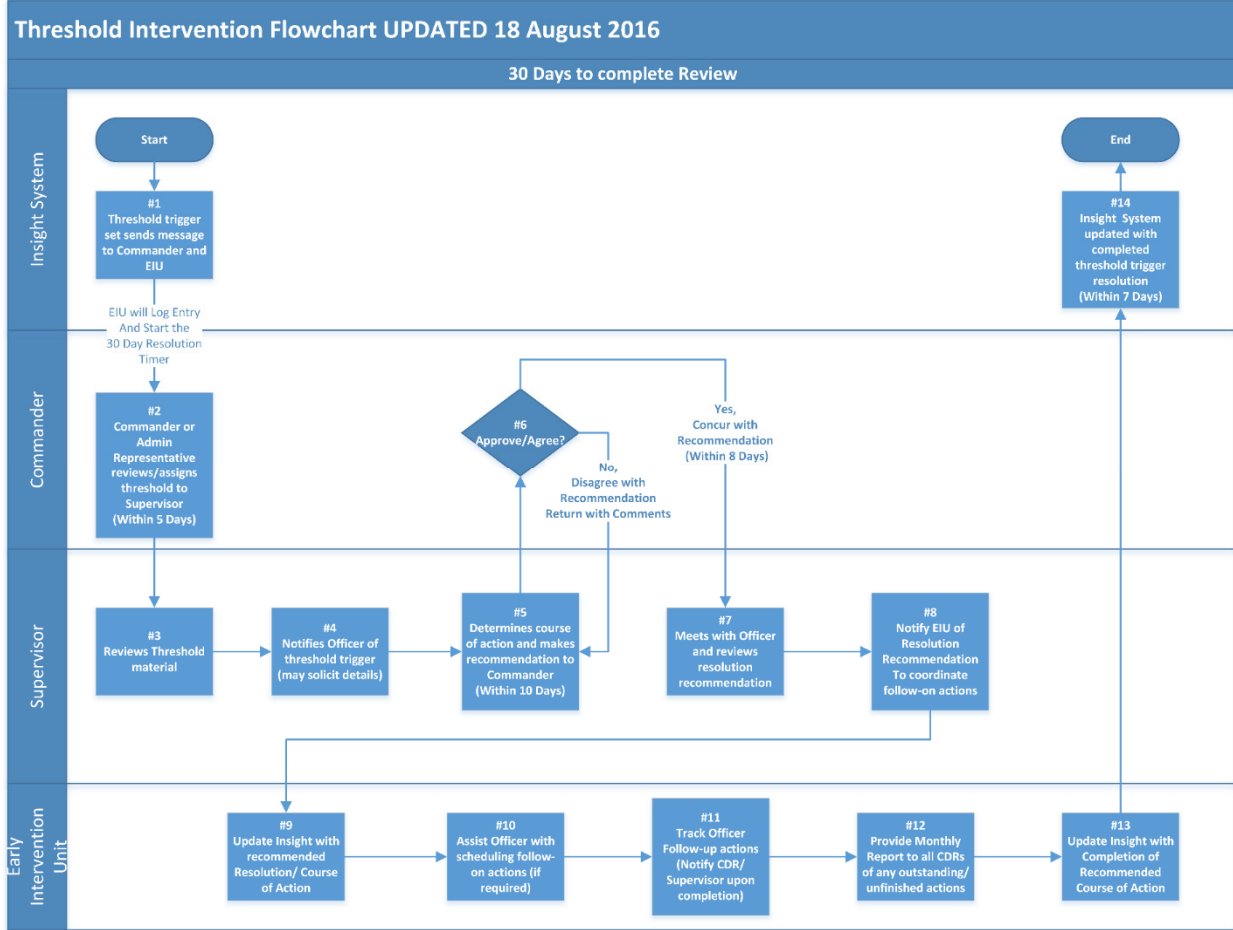 Threshold Intervention Flowchart UPDATED 18 August 2016
30 Days to complete Review
Insight System
Start
#1
Threshold trigger
set sends message
to Commander and
EIU
EIU will Log Entry
And Start the
30 Day Resolution
Timer
End
#14
Insight System
updated with
completed
threshold trigger
resolution
(Within 7 Days)
Commander
#2
Commander or
Admin
Representative
reviews/assigns
threshold to
Supervisor
(Within 5 Days)
#6
Approve/Agree?
No,
Disagree with
Recommendation
Return with Comments
Yes,
Concur with
Recommendation
(Within 8 Days)
Supervisor
#3
Reviews Threshold
material
#4
Notifies Officer of
threshold trigger
(may solicit details)
#5
Determines course
of action and makes
recommendation to
Commander
(Within 10 Days)
#7
Meets with Officer
and reviews
resolution
recommendation
#8
Notify EIU of
Resolution
Recommendation
To coordinate
follow-on actions
Early
Intervention
Unit
#9
Update Insight with
recommended
Resolution/ Course
of Action
#10
Assist Officer with
scheduling follow-
on actions (if
required)
#11
Track Officer
Follow-up actions
(Notify CDR/
Supervisor upon
completion)
#12
Provide Monthly
Report to all CDRs
of any outstanding/
unfinished actions
#13
Update Insight with
Completion of
Recommended
Course of Action